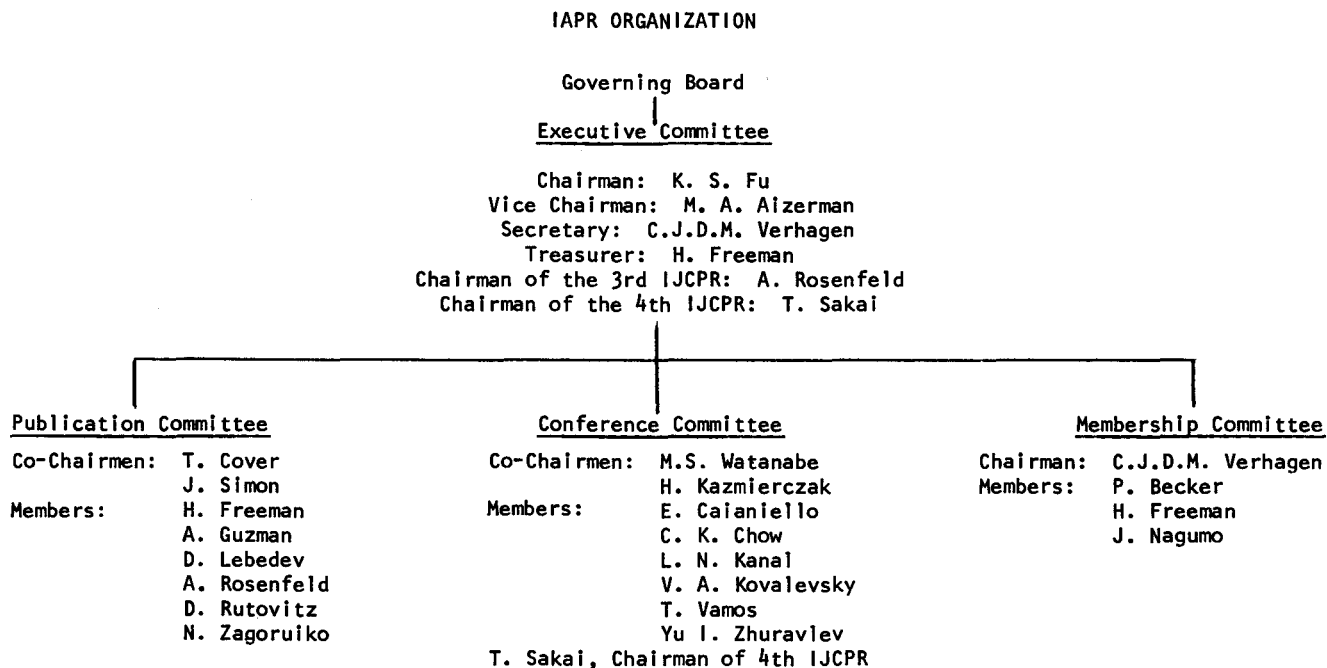 IAPR ORGANIZATION
Governing Board
Executive Committee
Chairman: K. S. Fu
Vice Chairman: M. A. Aizerman
Secretary: C.J.D.M. Verhagen
Treasurer: H. Freeman
Chairman of the 3rd IJCPR: A. Rosenfeld
Chairman of the 4th IJCPR: T. Sakai
Publication Committee
Co-Chairmen: T. Cover
J. Simon
Members: H. Freeman
A. Guzman
D. Lebedev
A. Rosenfeld
D. Rutovitz
N. Zagoruiko
Conference Committee
Co-Chairmen: M.S. Watanabe
H. Kazmierczak
Members: E. Caianiello
C. K. Chow
L. N. Kanal
V. A. Kovalevsky
T. Vamos
Yu I. Zhuravlev
T. Sakai, Chairman of 4th IJCPR
Membership Committee
Chairman: C.J.D.M. Verhagen
Members: P. Becker
H. Freeman
J. Nagumo